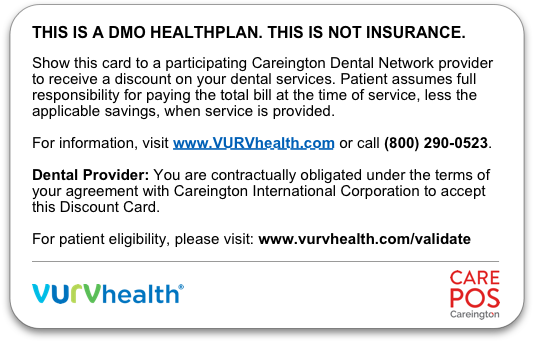 THIS IS A DMO HEALTHPLAN. THIS IS NOT INSURANCE.
Show this card to a participating Careington Dental Network provider
to receive a discount on your dental services. Patient assumes full
responsibility for paying the total bill at the time of service, less the
applicable savings, when service is provided.
For information, visit www.VURVhealth.com or call (800) 290-0523.
Dental Provider: You are contractually obligated under the terms of
your agreement with Careington International Corporation to accept
this Discount Card.
For patient eligibility, please visit: www.vurvhealth.com/validate
vurvhealth®
CARE
POS
Careington